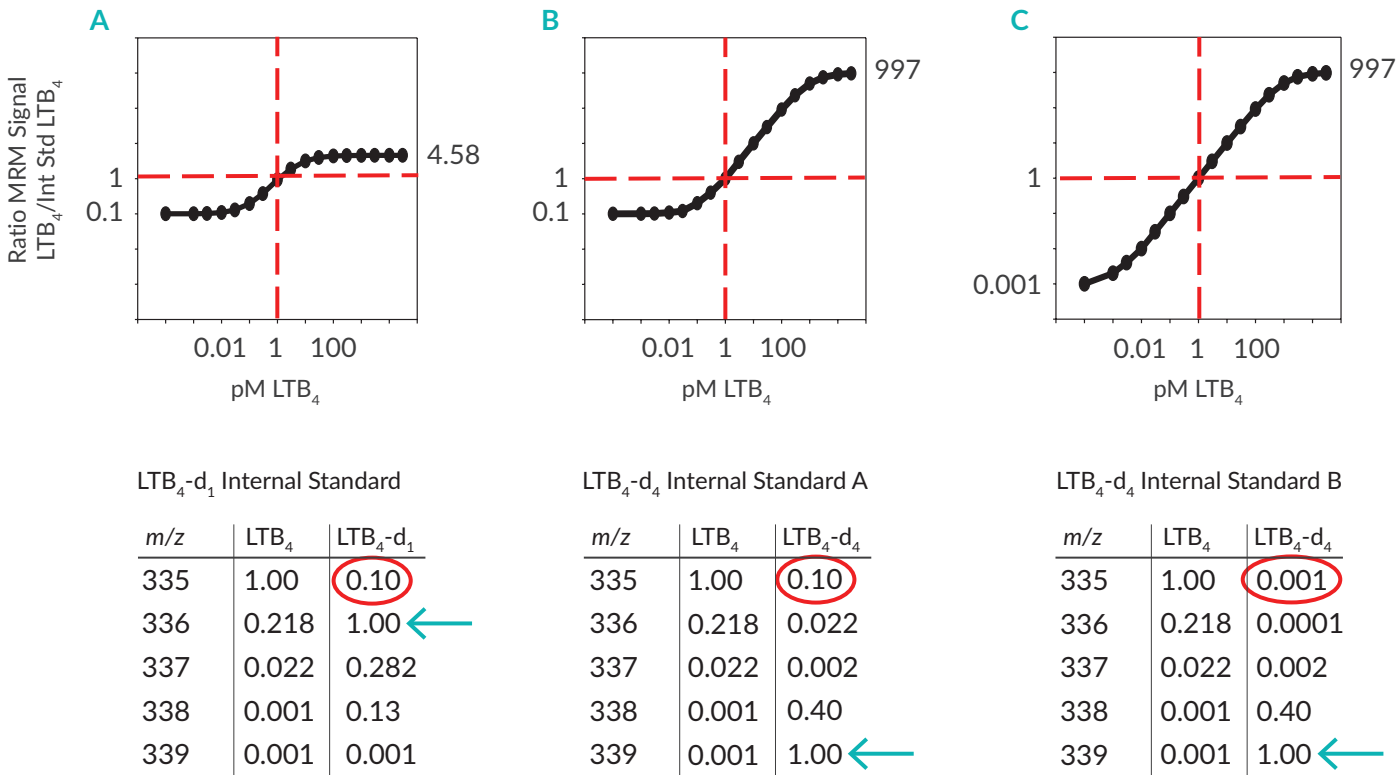 A
Ratio MRM Signal
LTB₄/Int Std LTB₄
1
0.1
4.58
0.01 1 100
pM LTB₄
B
997
1
0.1
0.01 1 100
pM LTB₄
C
997
1
0.001
0.01 1 100
pM LTB₄
LTB₄-d₁ Internal Standard
m/z LTB₄ LTB₄-d₁
335 1.00 0.10
336 0.218 1.00
337 0.022 0.282
338 0.001 0.13
339 0.001 0.001
LTB₄-d₄ Internal Standard A
m/z LTB₄ LTB₄-d₄
335 1.00 0.10
336 0.218 0.022
337 0.022 0.002
338 0.001 0.40
339 0.001 1.00
LTB₄-d₄ Internal Standard B
m/z LTB₄ LTB₄-d₄
335 1.00 0.001
336 0.218 0.0001
337 0.022 0.002
338 0.001 0.40
339 0.001 1.00